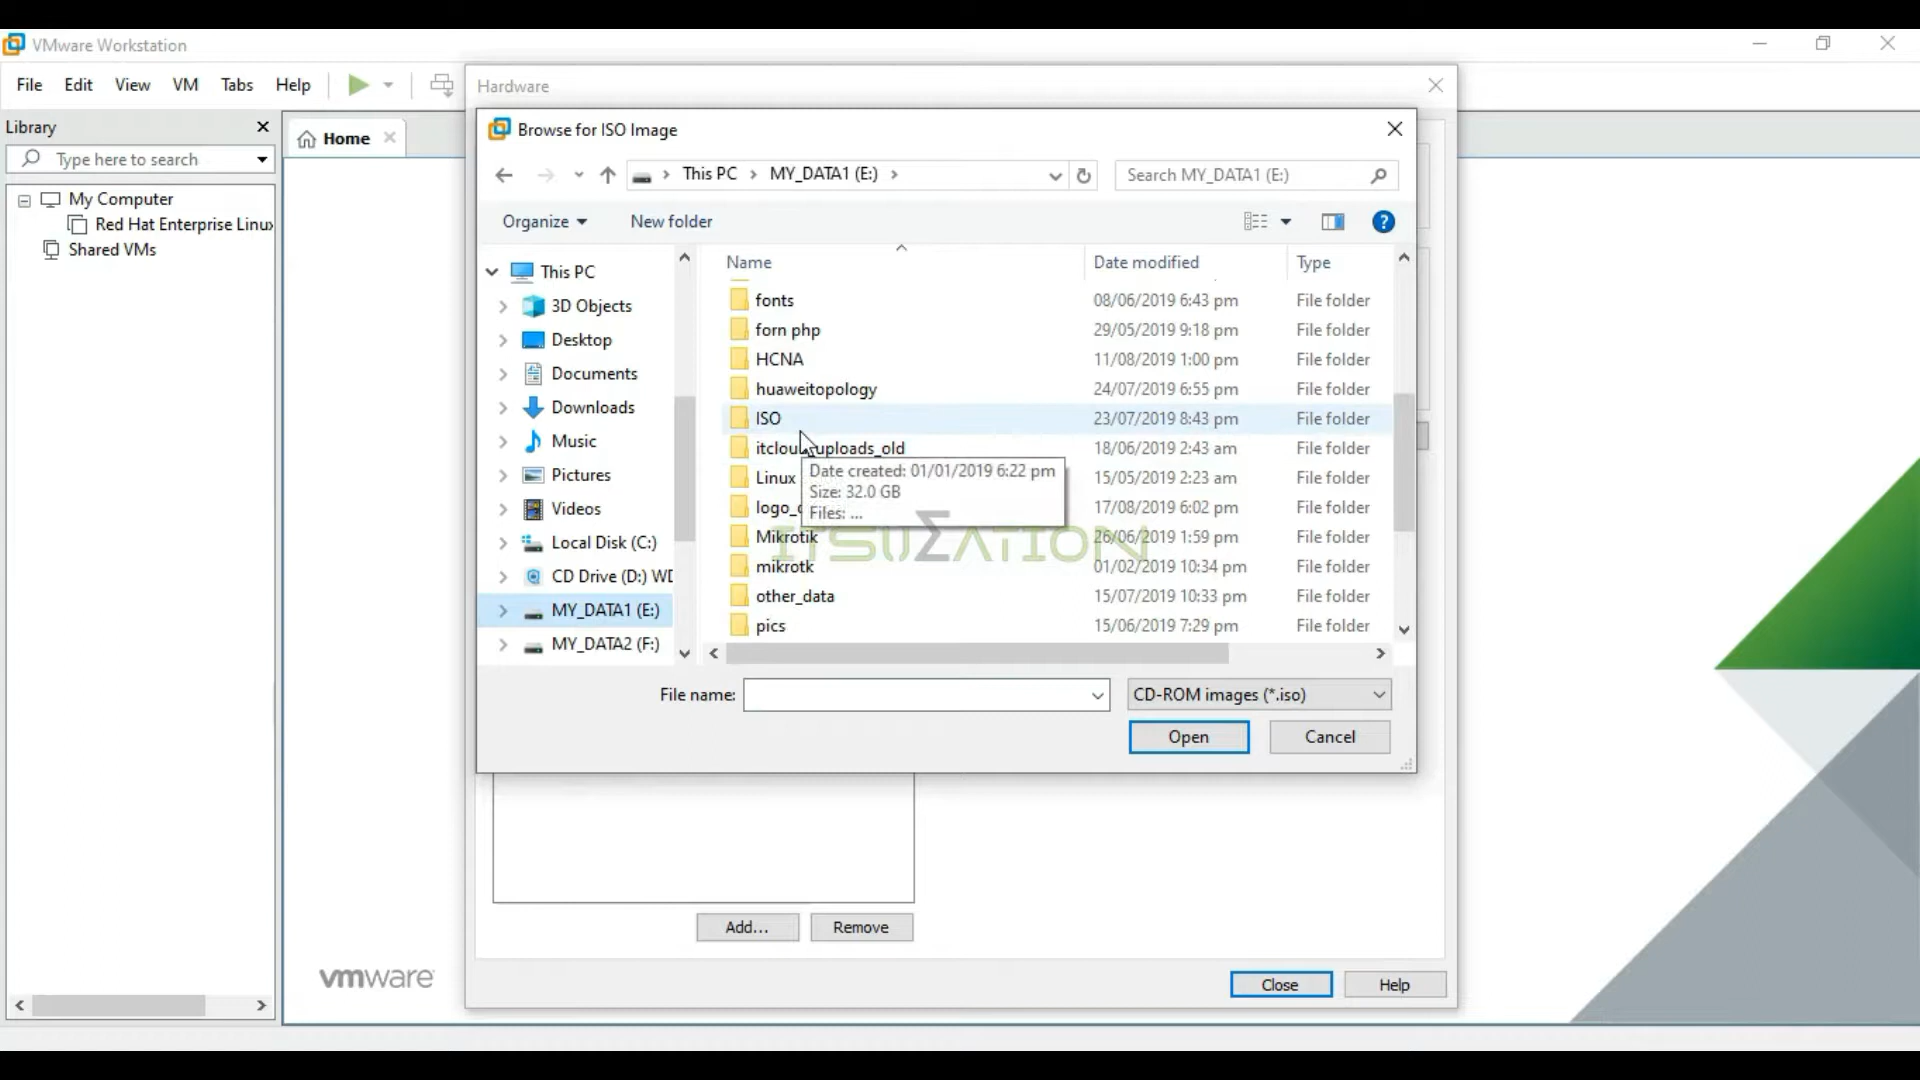 VMware Workstation
File Edit View VM Tabs Help
Hardware
Library
Home
Type here to search
My Computer
Red Hat Enterprise Linux
Shared VMs
Browse for ISO Image
This PC MY_DATA1 (E:)
Search MY_DATA1 (E:)
Organize New folder
This PC
3D Objects
Desktop
Documents
Downloads
Music
Pictures
Videos
Local Disk (C:)
CD Drive (D:) WD
MY_DATA1 (E:)
MY_DATA2 (F:)
Name Date modified Type
fonts 08/06/2019 6:43 pm File folder
forn php 29/05/2019 9:18 pm File folder
HCNA 11/08/2019 1:00 pm File folder
huaweitopology 24/07/2019 6:55 pm File folder
ISO 23/07/2019 8:43 pm File folder
uploads_old 18/06/2019 2:43 am File folder
Linux 15/05/2019 2:23 am File folder
17/08/2019 6:02 pm File folder
Mikrotik 26/06/2019 1:59 pm File folder
mikrotk 01/02/2019 10:34 pm File folder
other_data 15/07/2019 10:33 pm File folder
pics 15/06/2019 7:29 pm File folder
Date created: 01/01/2019 6:22 pm
Size: 32.0 GB
Files: ...
File name:
CD-ROM images (*.iso)
Open Cancel
Add... Remove
Close Help
vmware